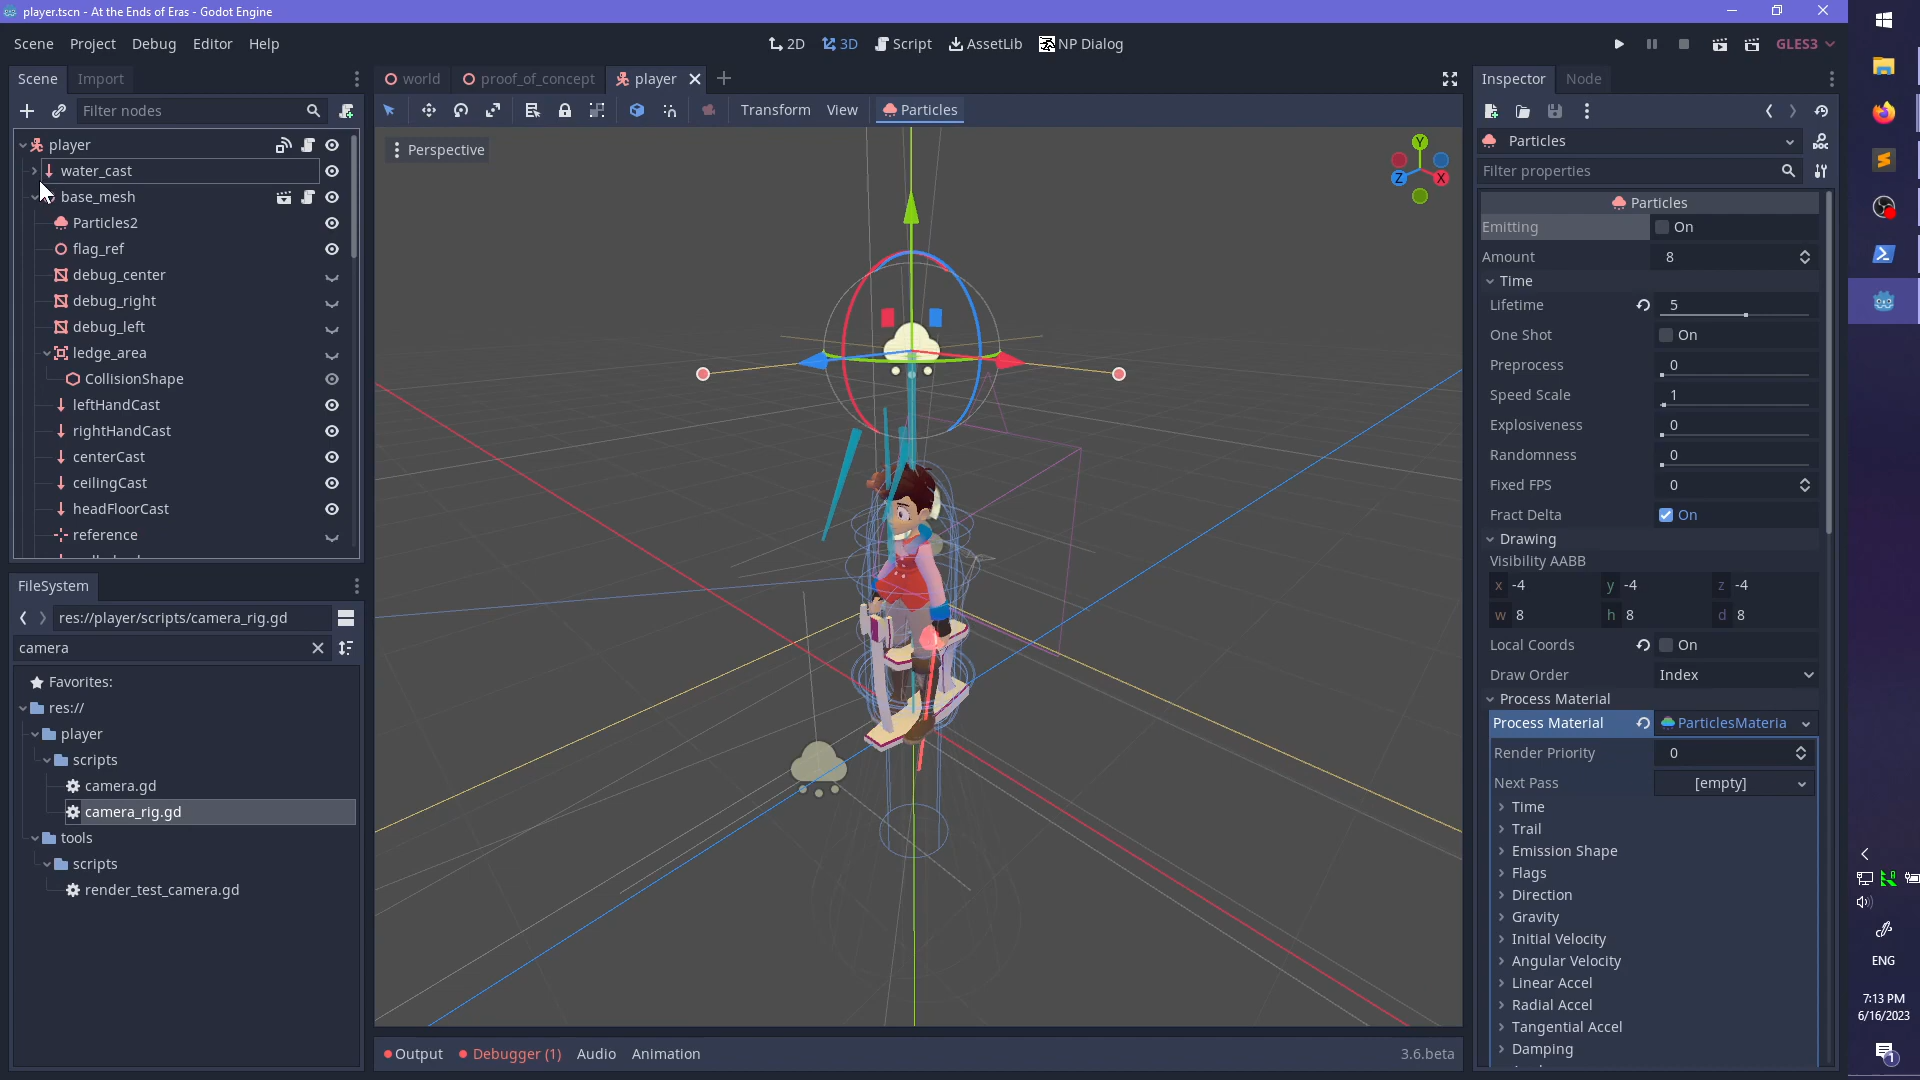 player.tscn - At the Ends of Eras - Godot Engine
Scene Project Debug Editor Help
2D 3D Script AssetLib NP Dialog
GLES3
Scene Import
world proof_of_concept player
Inspector Node
Filter nodes
Transform View Particles
Perspective
Y
Z
X
player
water_cast
base_mesh
Particles2
flag_ref
debug_center
debug_right
debug_left
ledge_area
CollisionShape
leftHandCast
rightHandCast
centerCast
ceilingCast
headFloorCast
reference
FileSystem
res://player/scripts/camera_rig.gd
camera
Favorites:
res://
player
scripts
camera.gd
camera_rig.gd
tools
scripts
render_test_camera.gd
Output Debugger (1) Audio Animation
3.6.beta
Particles
Filter properties
Particles
Emitting On
Amount 8
Time
Lifetime 5
One Shot On
Preprocess 0
Speed Scale 1
Explosiveness 0
Randomness 0
Fixed FPS 0
Fract Delta On
Drawing
Visibility AABB
x -4 y -4 z -4
w 8 h 8 d 8
Local Coords On
Draw Order Index
Process Material
Process Material ParticlesMateria
Render Priority 0
Next Pass [empty]
Time
Trail
Emission Shape
Flags
Direction
Gravity
Initial Velocity
Angular Velocity
Linear Accel
Radial Accel
Tangential Accel
Damping
ENG
7:13 PM
6/16/2023
1